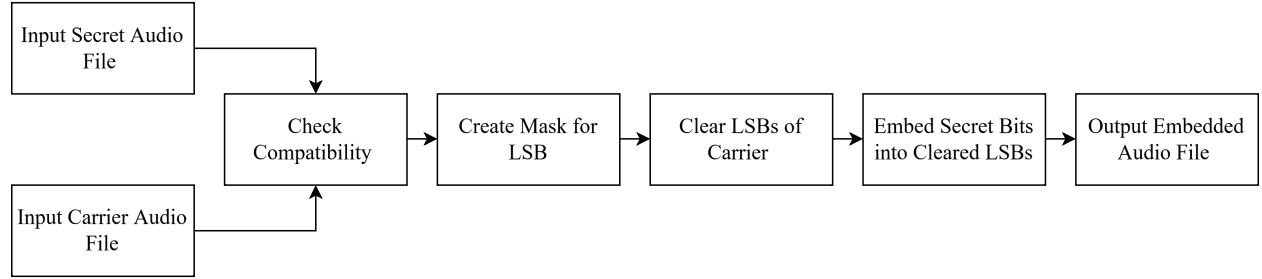 Input Secret Audio
File
Input Carrier Audio
File
Check
Compatibility
Create Mask for
LSB
Clear LSBs of
Carrier
Embed Secret Bits
into Cleared LSBs
Output Embedded
Audio File